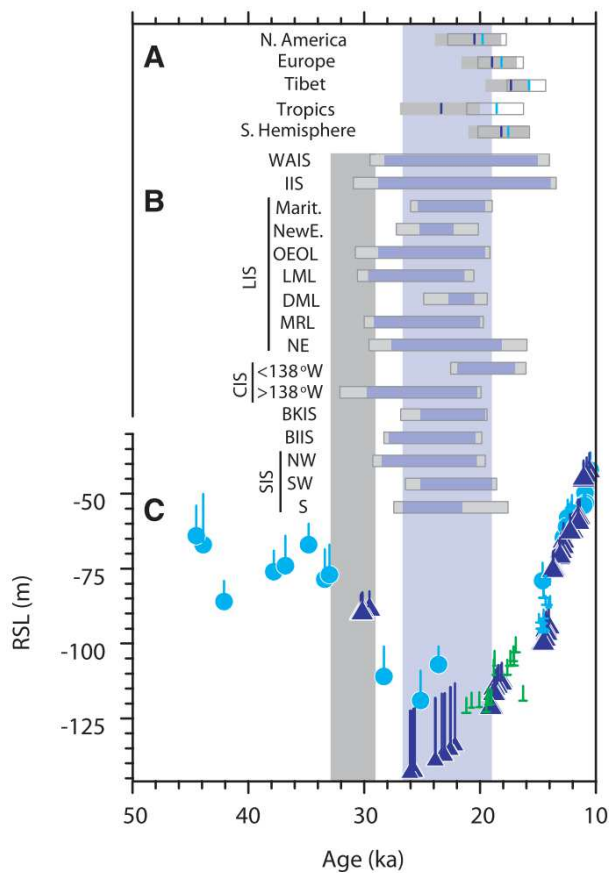 A
N. America
Europe
Tibet
Tropics
S. Hemisphere
B
WAIS
IIS
LIS
Marit.
NewE.
OEOL
LML
DML
MRL
NE
CIS
<138°W
>138°W
BKIS
BIIS
SIS
NW
SW
S
C
RSL (m)
-50
-75
-100
-125
50 40 30 20 10
Age (ka)